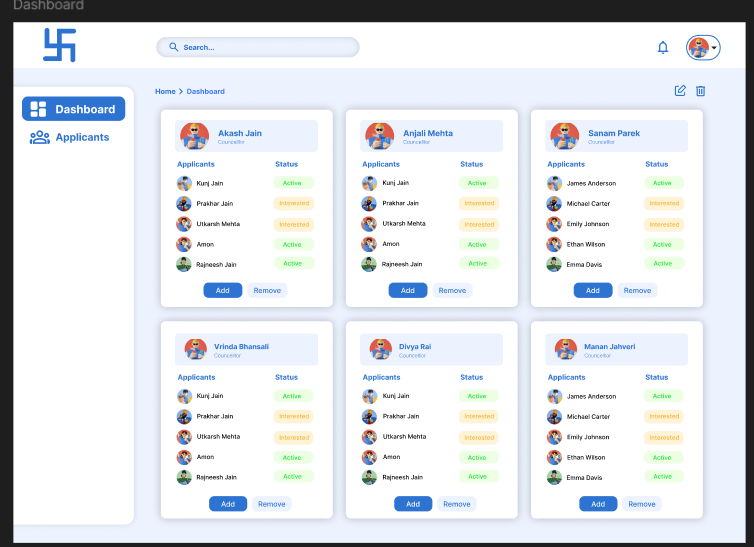 Dashboard
Search...
Dashboard
Applicants
Home > Dashboard
Akash Jain
Councellor
Applicants Status
Kunj Jain Active
Prakhar Jain Interested
Utkarsh Mehta Interested
Amon Active
Rajneesh Jain Active
Add Remove
Anjali Mehta
Councellor
Applicants Status
Kunj Jain Active
Prakhar Jain Interested
Utkarsh Mehta Interested
Amon Active
Rajneesh Jain Active
Add Remove
Sanam Parek
Councellor
Applicants Status
James Anderson Active
Michael Carter Interested
Emily Johnson Interested
Ethan Wilson Active
Emma Davis Active
Add Remove
Vrinda Bhansali
Councellor
Applicants Status
Kunj Jain Active
Prakhar Jain Interested
Utkarsh Mehta Interested
Amon Active
Rajneesh Jain Active
Add Remove
Divya Rai
Councellor
Applicants Status
Kunj Jain Active
Prakhar Jain Interested
Utkarsh Mehta Interested
Amon Active
Rajneesh Jain Active
Add Remove
Manan Jahveri
Councellor
Applicants Status
James Anderson Active
Michael Carter Interested
Emily Johnson Interested
Ethan Wilson Active
Emma Davis Active
Add Remove